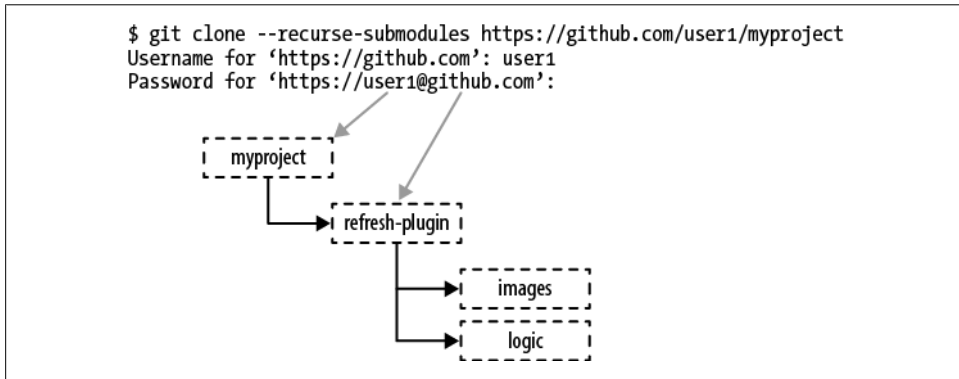 $ git clone --recurse-submodules https://github.com/user1/myproject
Username for ‘https://github.com’: user1
Password for ‘https://user1@github.com’:
myproject
refresh-plugin
images
logic